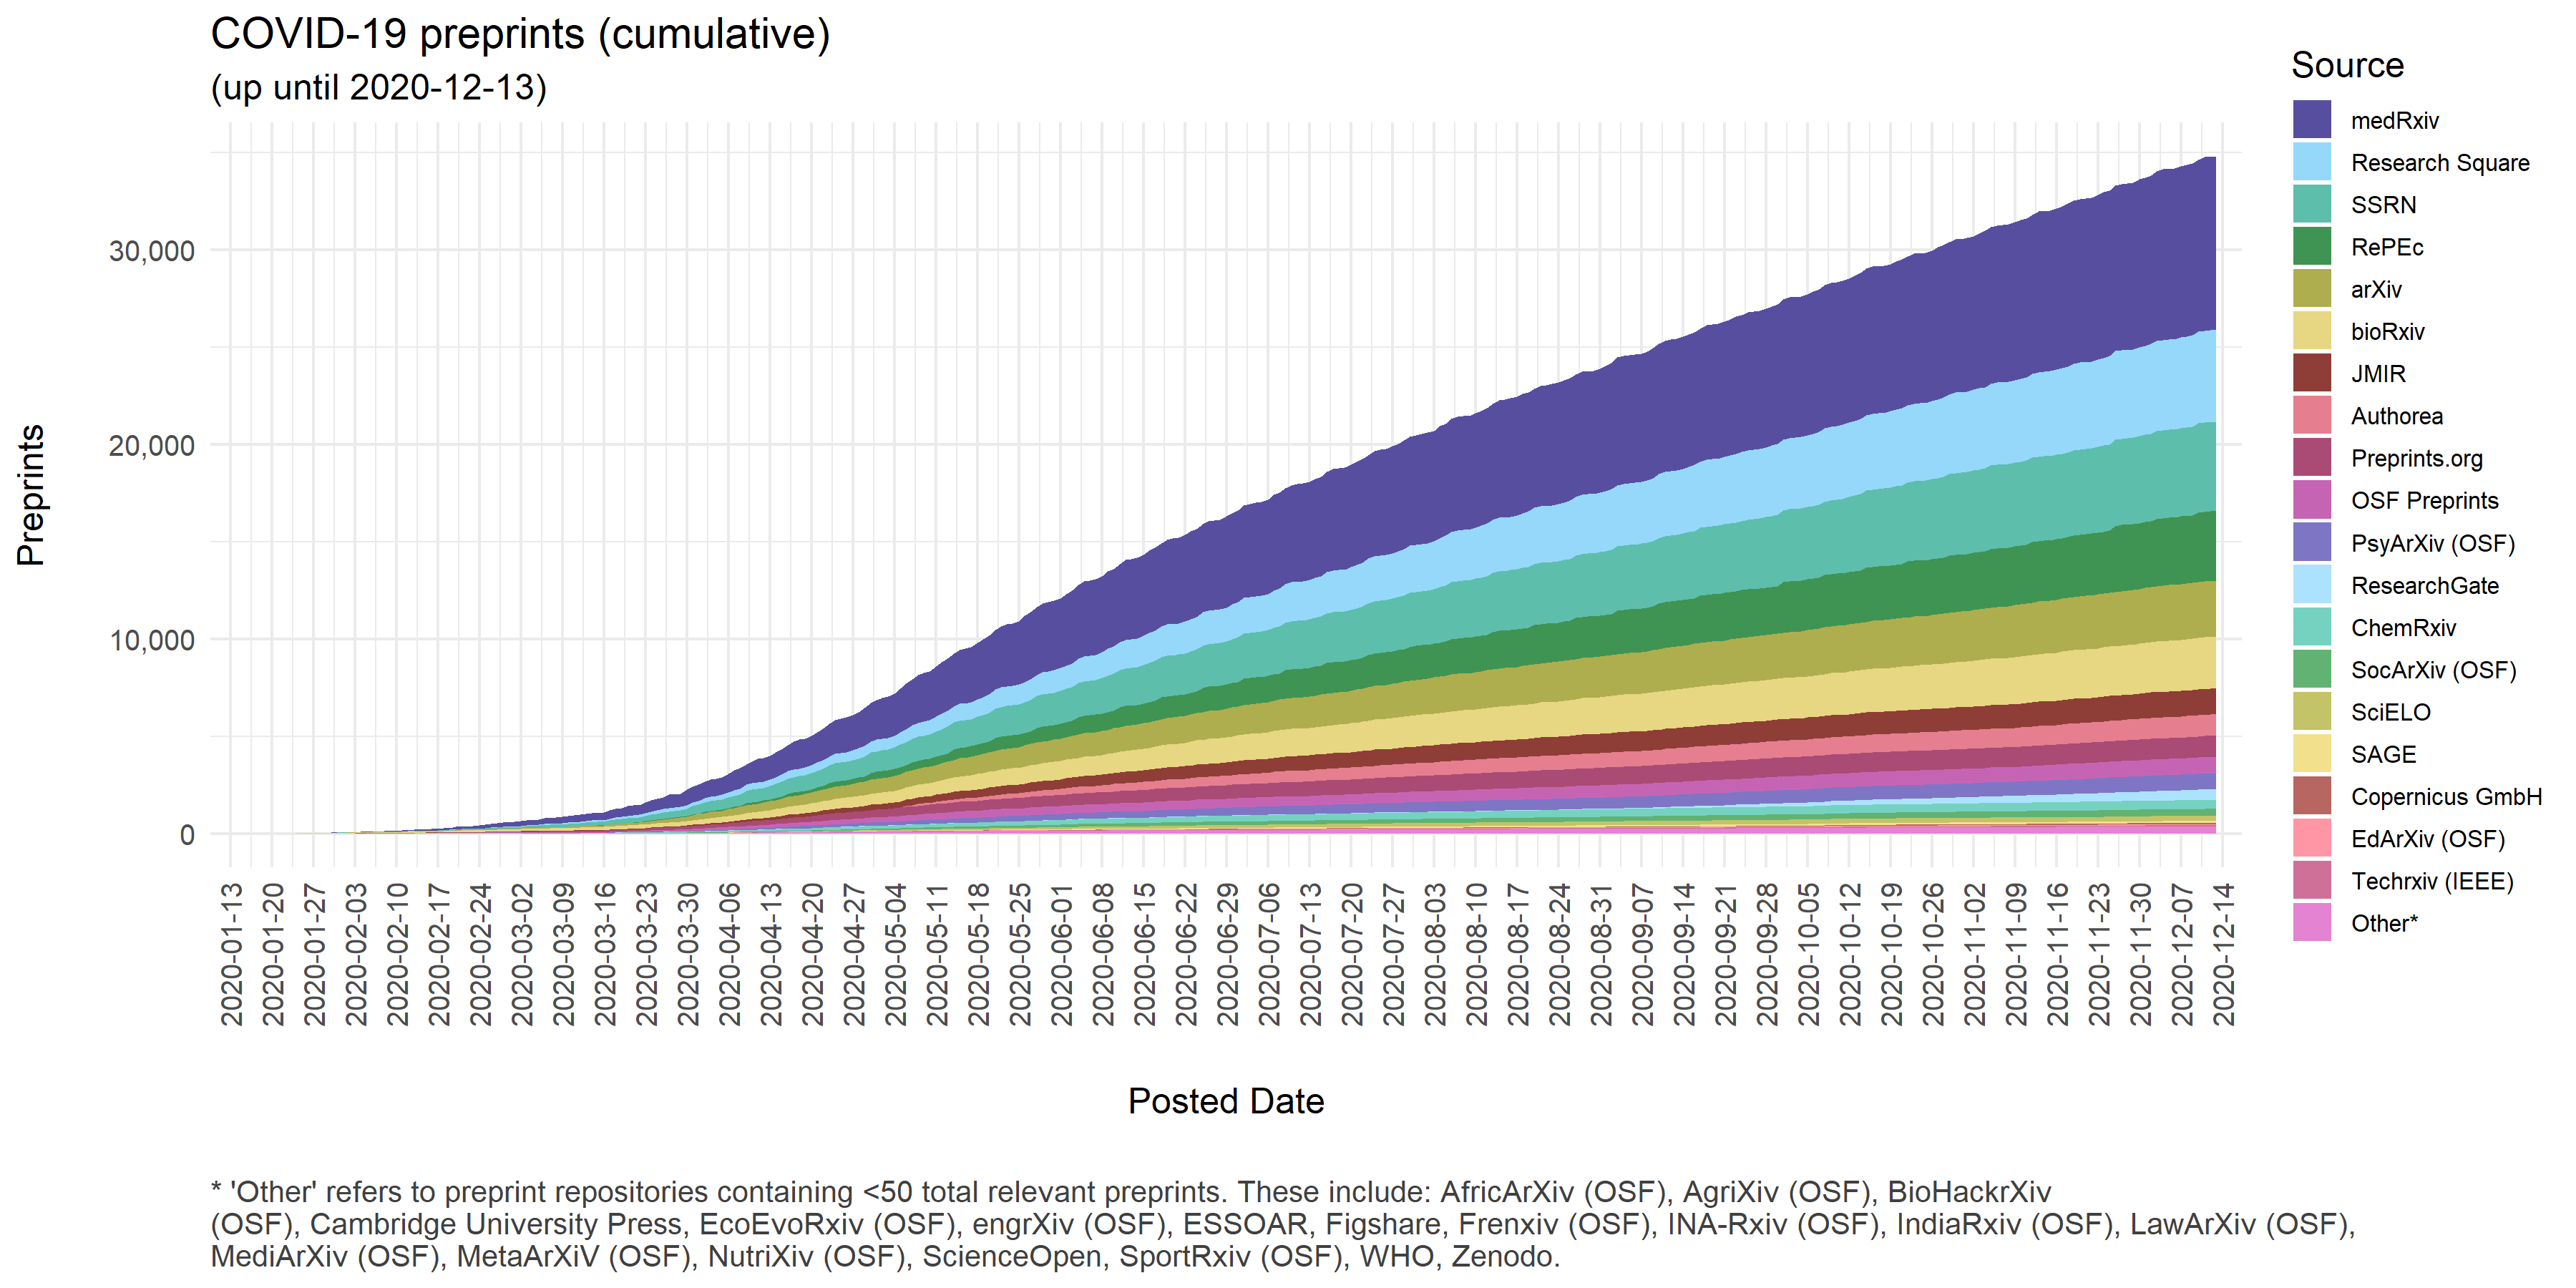 COVID-19 preprints (cumulative)
(up until 2020-12-13)
Preprints
30,000
20,000
10,000
0
2020-01-13
2020-01-20
2020-01-27
2020-02-03
2020-02-10
2020-02-17
2020-02-24
2020-03-02
2020-03-09
2020-03-16
2020-03-23
2020-03-30
2020-04-06
2020-04-13
2020-04-20
2020-04-27
2020-05-04
2020-05-11
2020-05-18
2020-05-25
2020-06-01
2020-06-08
2020-06-15
2020-06-22
2020-06-29
2020-07-06
2020-07-13
2020-07-20
2020-07-27
2020-08-03
2020-08-10
2020-08-17
2020-08-24
2020-08-31
2020-09-07
2020-09-14
2020-09-21
2020-09-28
2020-10-05
2020-10-12
2020-10-19
2020-10-26
2020-11-02
2020-11-09
2020-11-16
2020-11-23
2020-11-30
2020-12-07
2020-12-14
Posted Date
Source
medRxiv
Research Square
SSRN
RePEc
arXiv
bioRxiv
JMIR
Authorea
Preprints.org
OSF Preprints
PsyArXiv (OSF)
ResearchGate
ChemRxiv
SocArXiv (OSF)
SciELO
SAGE
Copernicus GmbH
EdArXiv (OSF)
Techrxiv (IEEE)
Other*
* 'Other' refers to preprint repositories containing <50 total relevant preprints. These include: AfricArXiv (OSF), AgriXiv (OSF), BioHackrXiv
(OSF), Cambridge University Press, EcoEvoRxiv (OSF), engrXiv (OSF), ESSOAR, Figshare, Frenxiv (OSF), INA-Rxiv (OSF), IndiaRxiv (OSF), LawArXiv (OSF),
MediArXiv (OSF), MetaArXiV (OSF), NutriXiv (OSF), ScienceOpen, SportRxiv (OSF), WHO, Zenodo.